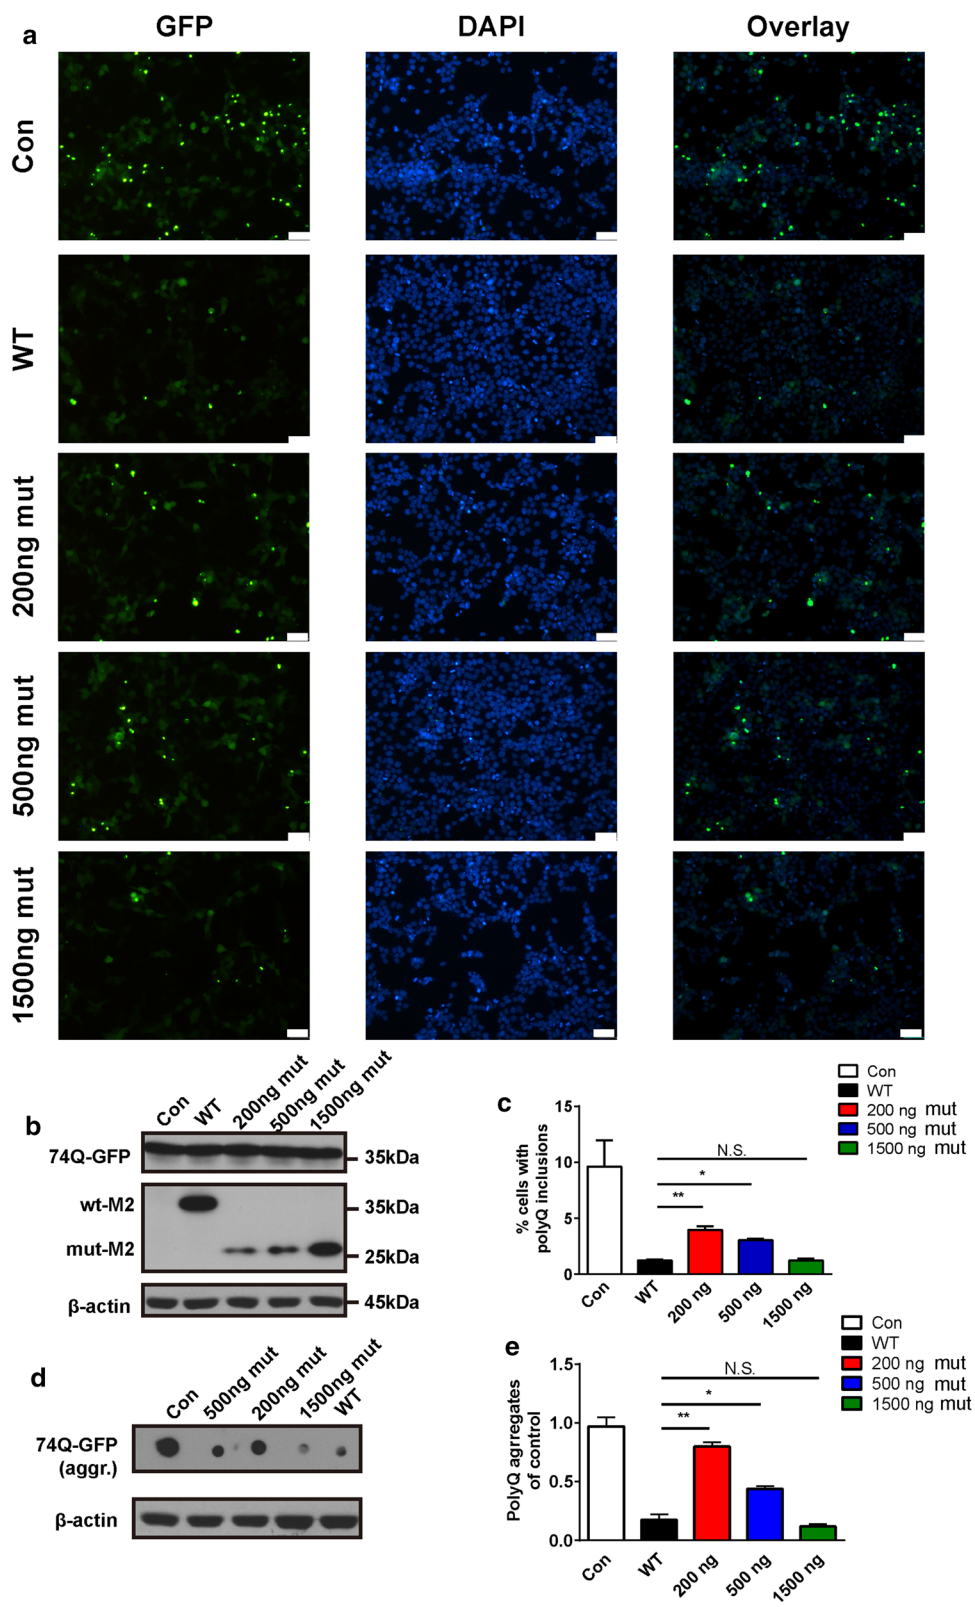 a
GFP
DAPI
Overlay
Con
WT
200ng mut
500ng mut
1500ng mut
b
Con
WT
200ng mut
500ng mut
1500ng mut
74Q-GFP
35kDa
wt-M2
35kDa
mut-M2
25kDa
β-actin
45kDa
c
Con
WT
200 ng mut
500 ng mut
1500 ng mut
% cells with
polyQ inclusions
15
10
5
0
N.S.
*
**
Con
WT
200 ng
500 ng
1500 ng
d
Con
500ng mut
200ng mut
1500ng mut
WT
74Q-GFP
(aggr.)
β-actin
e
Con
WT
200 ng mut
500 ng mut
1500 ng mut
PolyQ agrregates
of control
1.5
1.0
0.5
0.0
N.S.
*
**
Con
WT
200 ng
500 ng
1500 ng